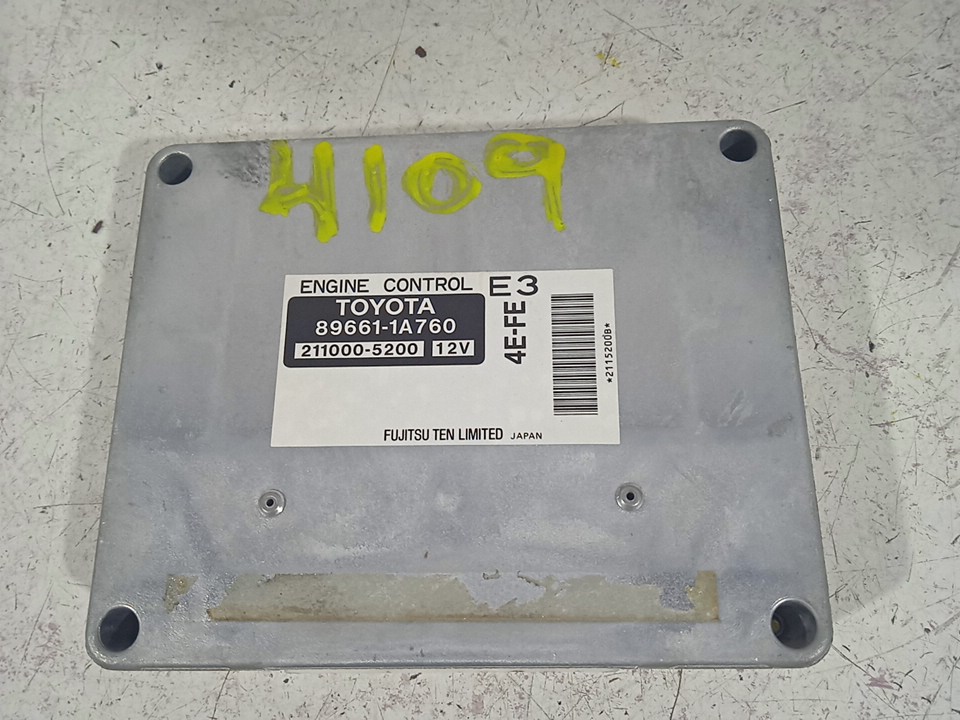 4109
ENGINE CONTROL E3
TOYOTA
89661-1A760
211000-5200 12V
4E-FE
*2115200B*
FUJITSU TEN LIMITED JAPAN